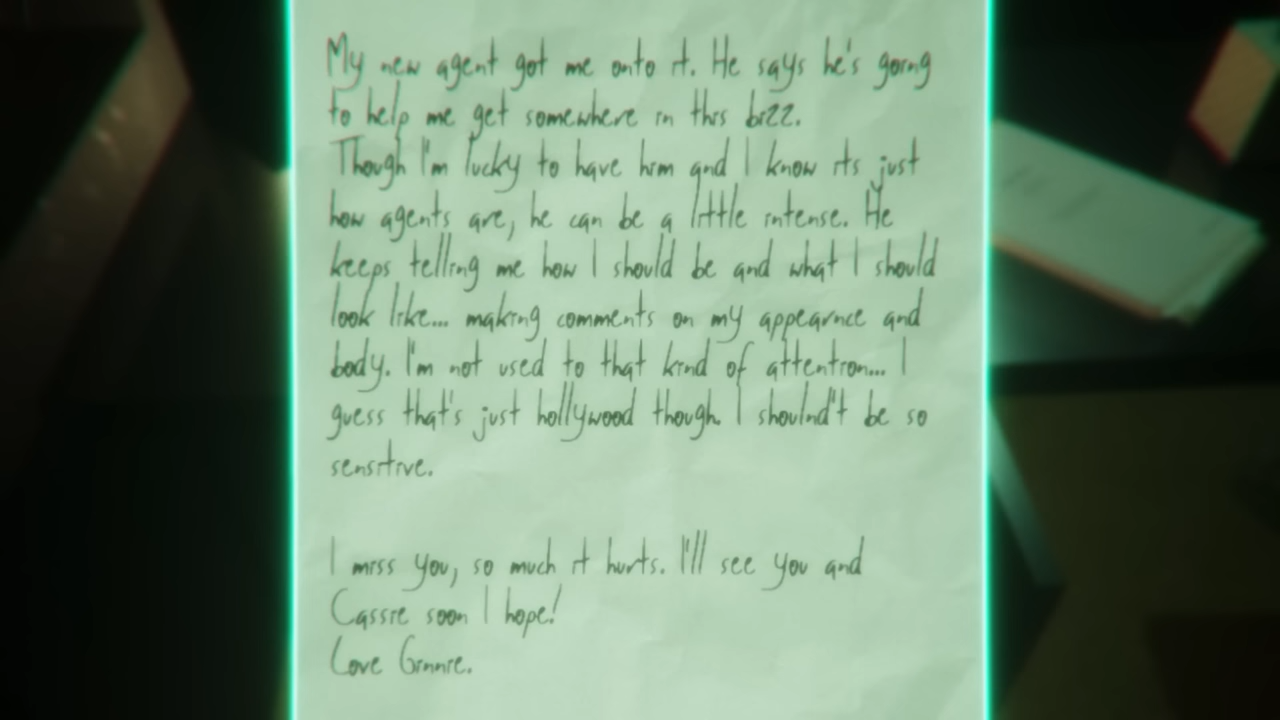 My new agent got me onto it. He says he's going
to help me get somewhere in this bizz.
Though I'm lucky to have him and I know its just
how agents are, he can be a little intense. He
keeps telling me how I should be and what I should
look like... making comments on my appearnce and
body. I'm not used to that kind of attention... I
guess that's just hollywood though. I shoulnd't be so
sensitive.
I miss you, so much it hurts. I'll see you and
Cassie soon I hope!
Love Ginnie.